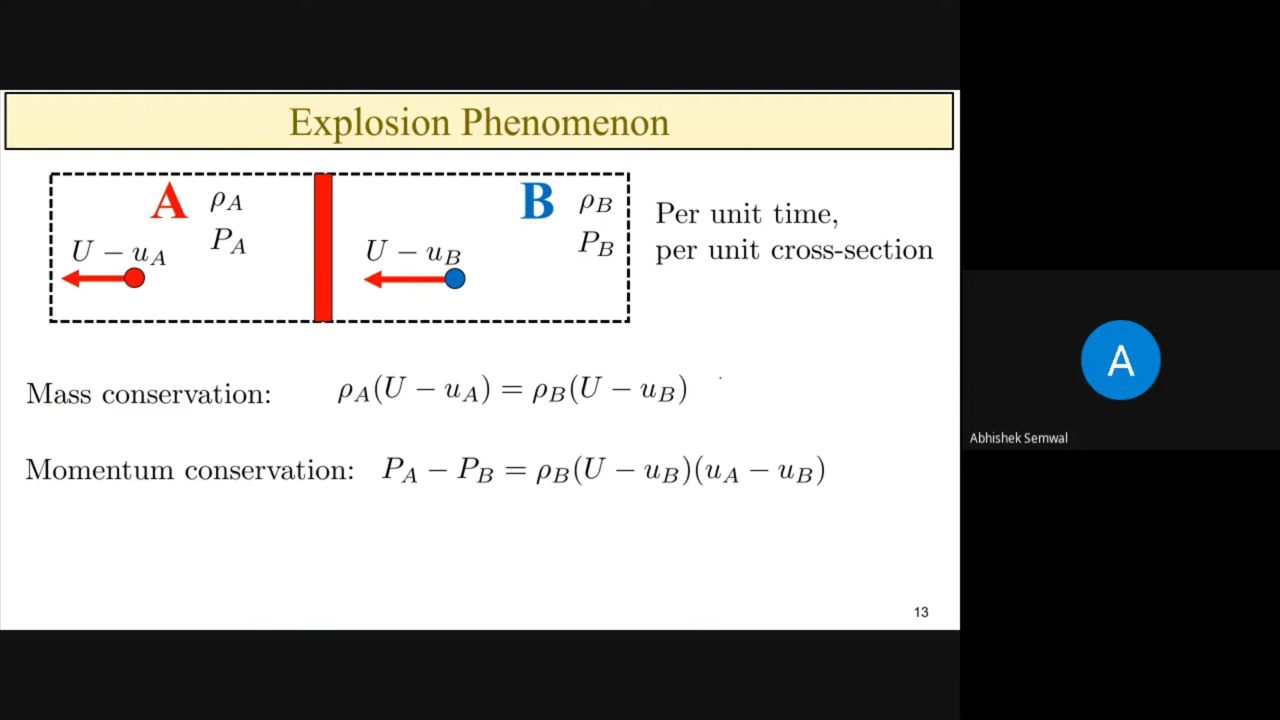 Explosion Phenomenon
A ρ_A B ρ_B
P_A P_B
U − u_A U − u_B
Per unit time,
per unit cross-section
Mass conservation: ρ_A(U − u_A) = ρ_B(U − u_B)
Momentum conservation: P_A − P_B = ρ_B(U − u_B)(u_A − u_B)
13
A
Abhishek Semwal